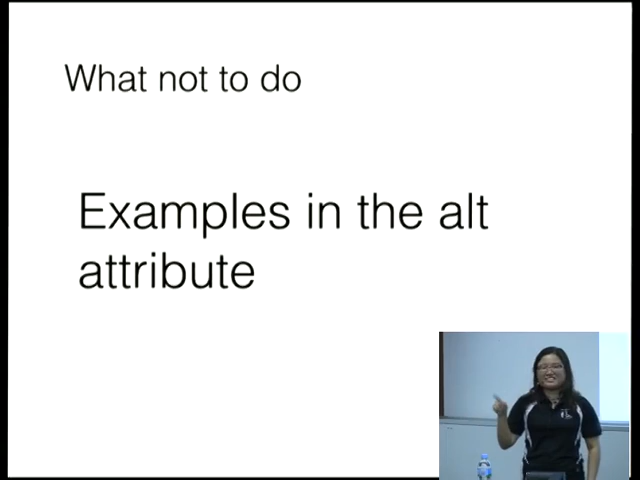 What not to do
Examples in the alt
attribute